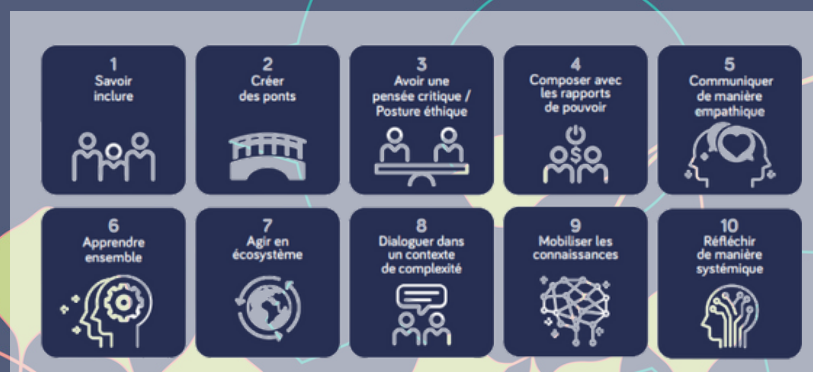 1
Savoir
inclure
2
Créer
des ponts
3
Avoir une
pensée critique /
Posture éthique
4
Composer avec
les rapports
de pouvoir
5
Communiquer
de manière
empathique
6
Apprendre
ensemble
7
Agir en
écosystème
8
Dialoguer dans
un contexte
de complexité
9
Mobiliser les
connaissances
10
Réfléchir
de manière
systémique